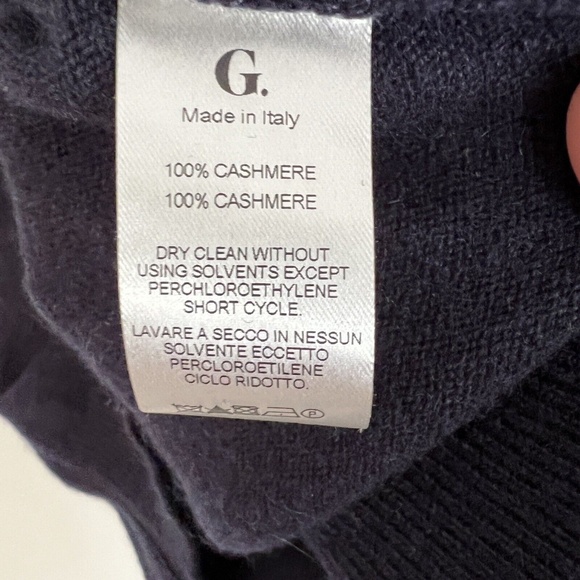 G.
Made in Italy
100% CASHMERE
100% CASHMERE
DRY CLEAN WITHOUT
USING SOLVENTS EXCEPT
PERCHLOROETHYLENE
SHORT CYCLE.
LAVARE A SECCO IN NESSUN
SOLVENTE ECCETTO
PERCLOROETILENE
CICLO RIDOTTO.
P